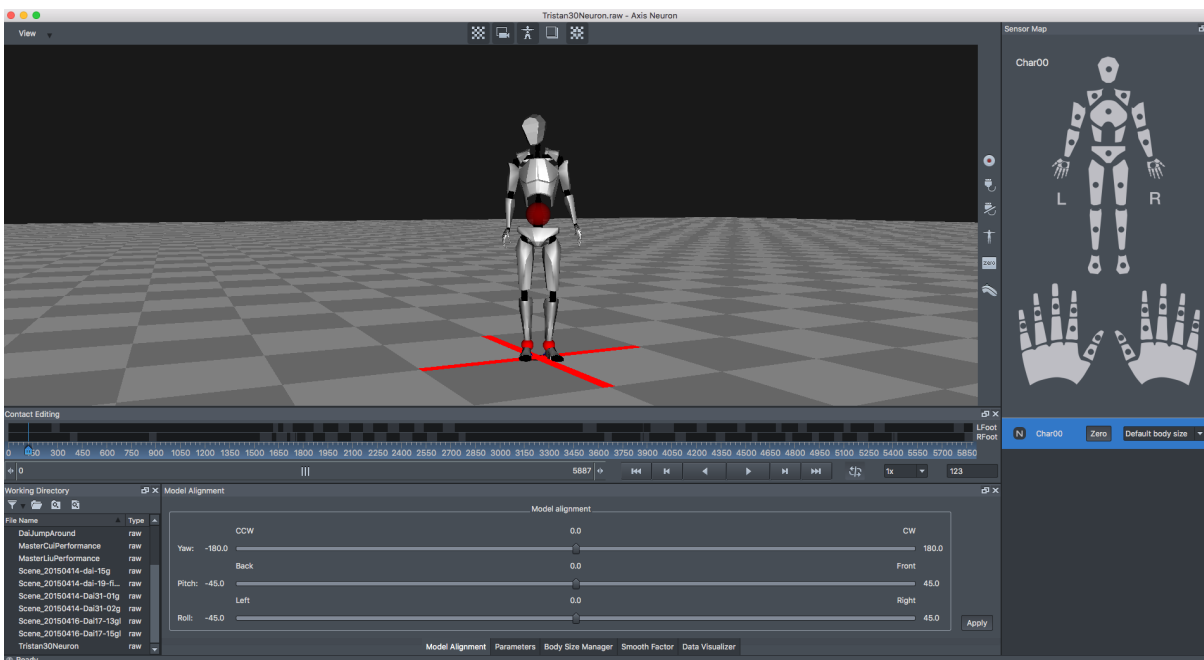 Tristan30Neuron.raw - Axis Neuron
View
Sensor Map
Char00
L R
zero
Contact Editing
LFoot
RFoot
0 150 300 450 600 750 900 1050 1200 1350 1500 1650 1800 1950 2100 2250 2400 2550 2700 2850 3000 3150 3300 3450 3600 3750 3900 4050 4200 4350 4500 4650 4800 4950 5100 5250 5400 5550 5700 5850
N Char00 Zero Default body size
0 5887 1x 123
Working Directory
File Name Type
DaiJumpAround raw
MasterCuiPerformance raw
MasterLiuPerformance raw
Scene_20150414-dai-15g raw
Scene_20150414-dai-19-fi... raw
Scene_20150414-Dai31-01g raw
Scene_20150414-Dai31-02g raw
Scene_20150416-Dai17-13gl raw
Scene_20150416-Dai17-15gl raw
Tristan30Neuron raw
Model Alignment
Model alignment
CCW 0.0 CW
Yaw: -180.0 180.0
Back 0.0 Front
Pitch: -45.0 45.0
Left 0.0 Right
Roll: -45.0 45.0
Apply
Model Alignment Parameters Body Size Manager Smooth Factor Data Visualizer
Ready